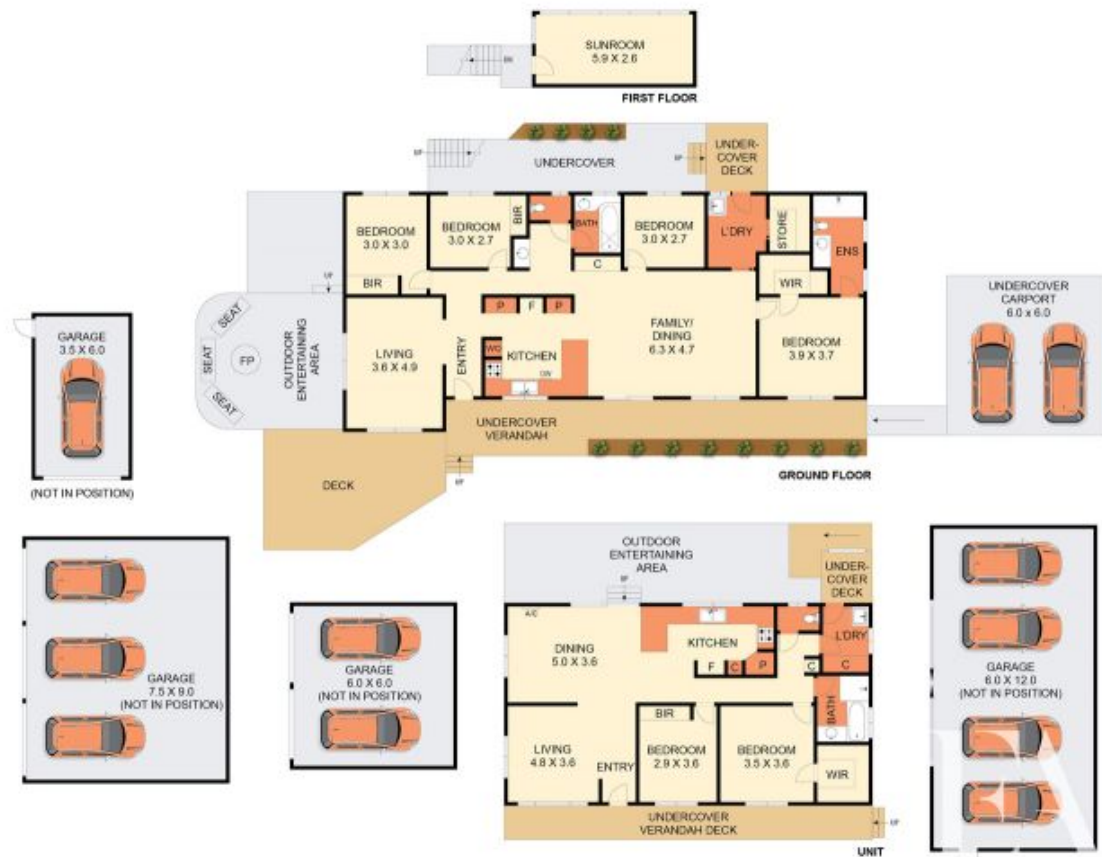 SUNROOM
5.9 X 2.6
DN
FIRST FLOOR
UP
UNDERCOVER
UP
UNDER-
COVER
DECK
BEDROOM
3.0 X 3.0
BIR
BEDROOM
3.0 X 2.7
BIR
BATH
C
BEDROOM
3.0 X 2.7
L'DRY
STORE
WIR
ENS
UP
SEAT
SEAT
SEAT
FP
OUTDOOR
ENTERTAINING
AREA
LIVING
3.6 X 4.9
ENTRY
P
F
P
WO
KITCHEN
DW
FAMILY/
DINING
6.3 X 4.7
BEDROOM
3.9 X 3.7
UNDERCOVER
CARPORT
6.0 x 6.0
GARAGE
3.5 X 6.0
(NOT IN POSITION)
UNDERCOVER
VERANDAH
UP
DECK
GROUND FLOOR
GARAGE
7.5 X 9.0
(NOT IN POSITION)
GARAGE
6.0 X 6.0
(NOT IN POSITION)
OUTDOOR
ENTERTAINING
AREA
UP
UNDER-
COVER
DECK
A/C
DINING
5.0 X 3.6
KITCHEN
F
C
P
C
L'DRY
C
BATH
LIVING
4.8 X 3.6
ENTRY
BIR
BEDROOM
2.9 X 3.6
BEDROOM
3.5 X 3.6
WIR
UNDERCOVER
VERANDAH DECK
UP
UNIT
GARAGE
6.0 X 12.0
(NOT IN POSITION)